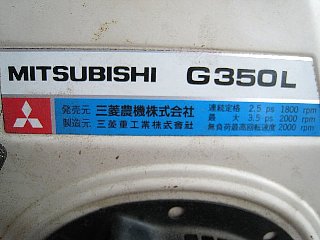 MITSUBISHI G350L
発売元 三菱農機株式会社
製造元 三菱重工業株式會社
連続定格 2.5 ps 1800 rpm
最大 3.5 ps 2000 rpm
無負荷最高回転速度 2000 rpm